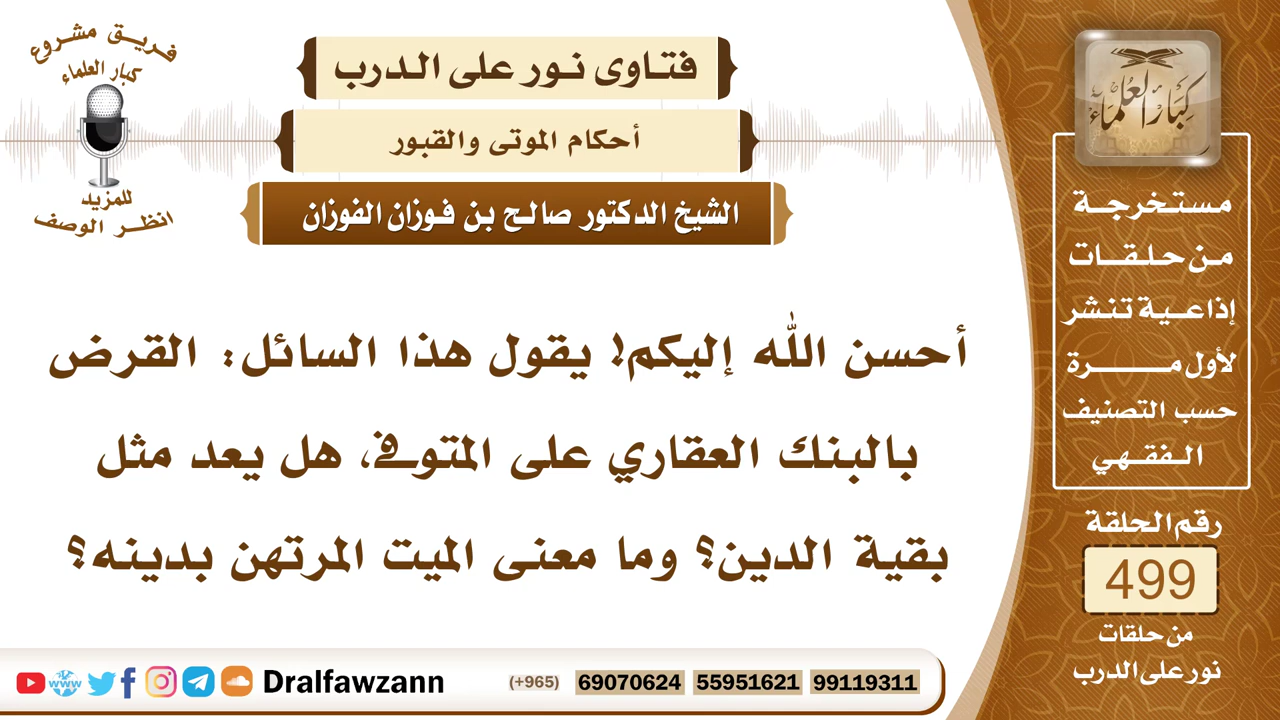 فريق مشروع
كبار العلماء
للمزيد
انظر الوصف
فتاوى نور على الدرب
أحكام الموتى والقبور
الشيخ الدكتور صالح بن فوزان الفوزان
كبار العلماء
مستخرجة
من حلقات
إذاعية تنشر
لأول مرة
حسب التصنيف
الفقهي
رقم الحلقة
499
من حلقات
نور على الدرب
أحسن الله إليكم! يقول هذا السائل: القرض
بالبنك العقاري على المتوفى، هل يعد مثل
بقية الدين؟ وما معنى الميت المرتهن بدينه؟
www Dralfawzann (+965) 69070624 55951621 99119311